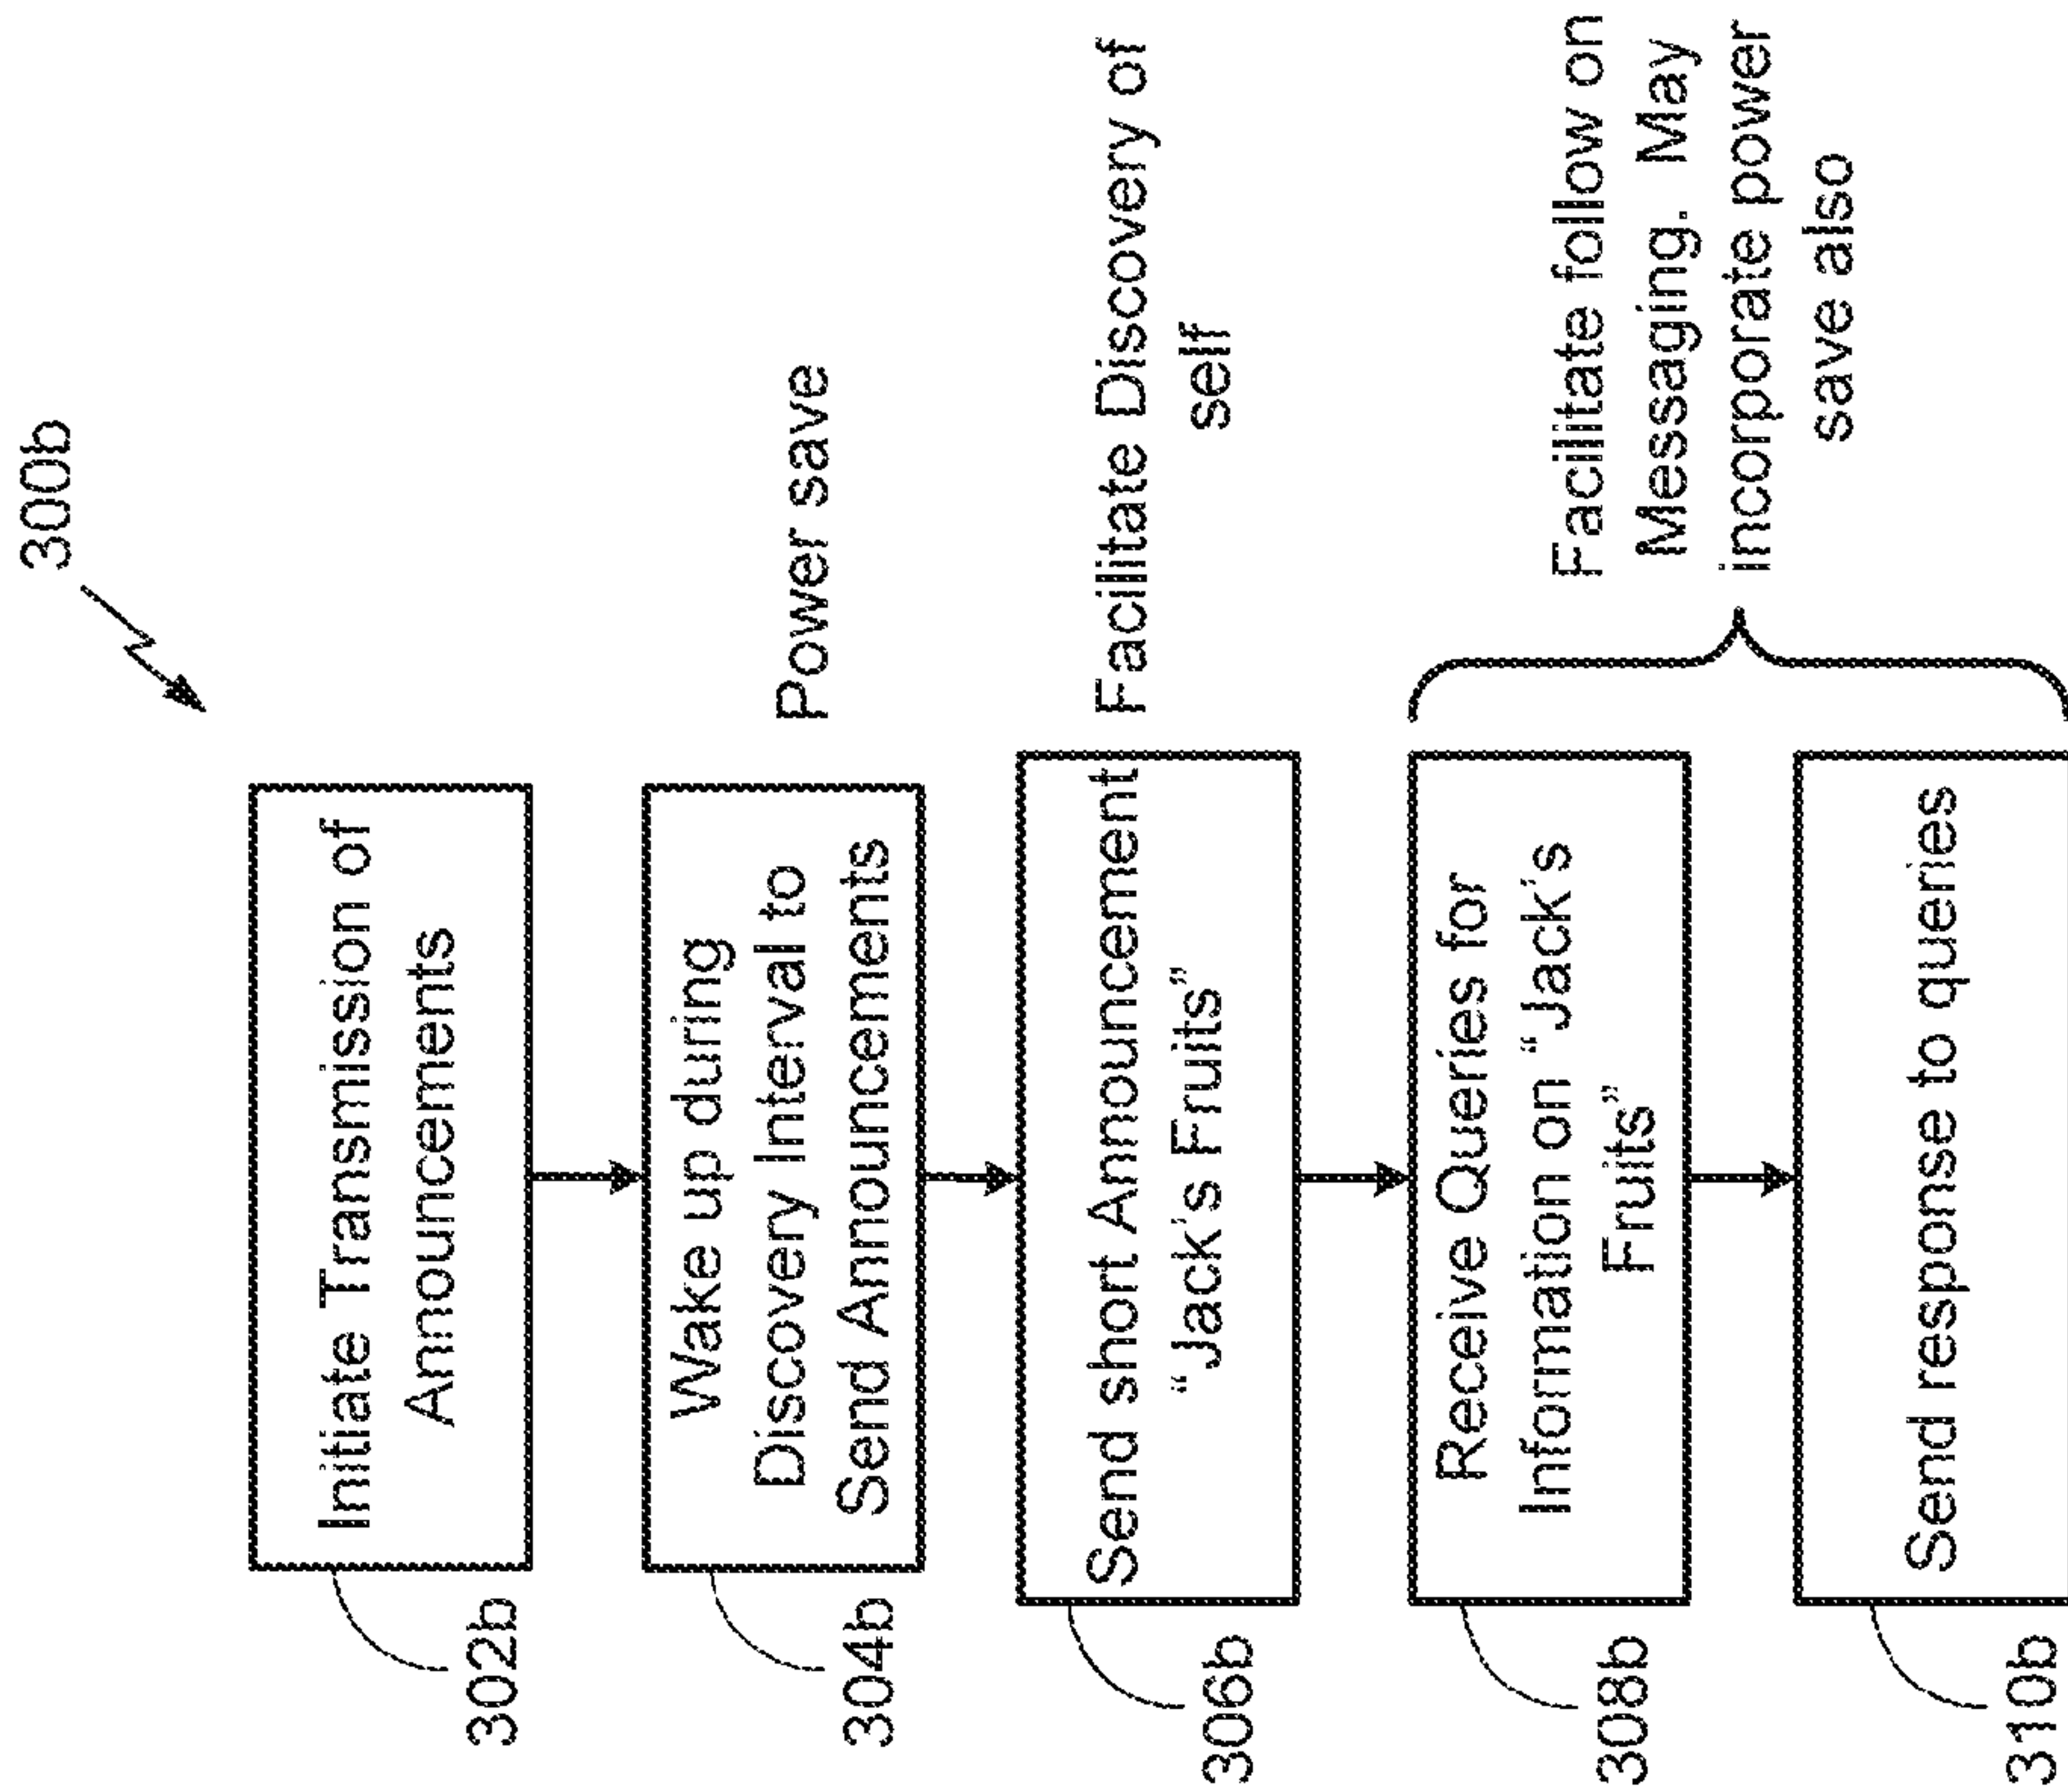 300b
Initiate Transmission of
Announcements
302b
Wake up during
Discovery Interval to
Send Announcements
304b
Power save
Send short Announcement
“Jack’s Fruits”
306b
Facilitate Discovery of
self
Receive Queries for
Information on “Jack’s
Fruits”
308b
Send response to queries
310b
Facilitate follow on
Messaging. May
incorporate power
save also